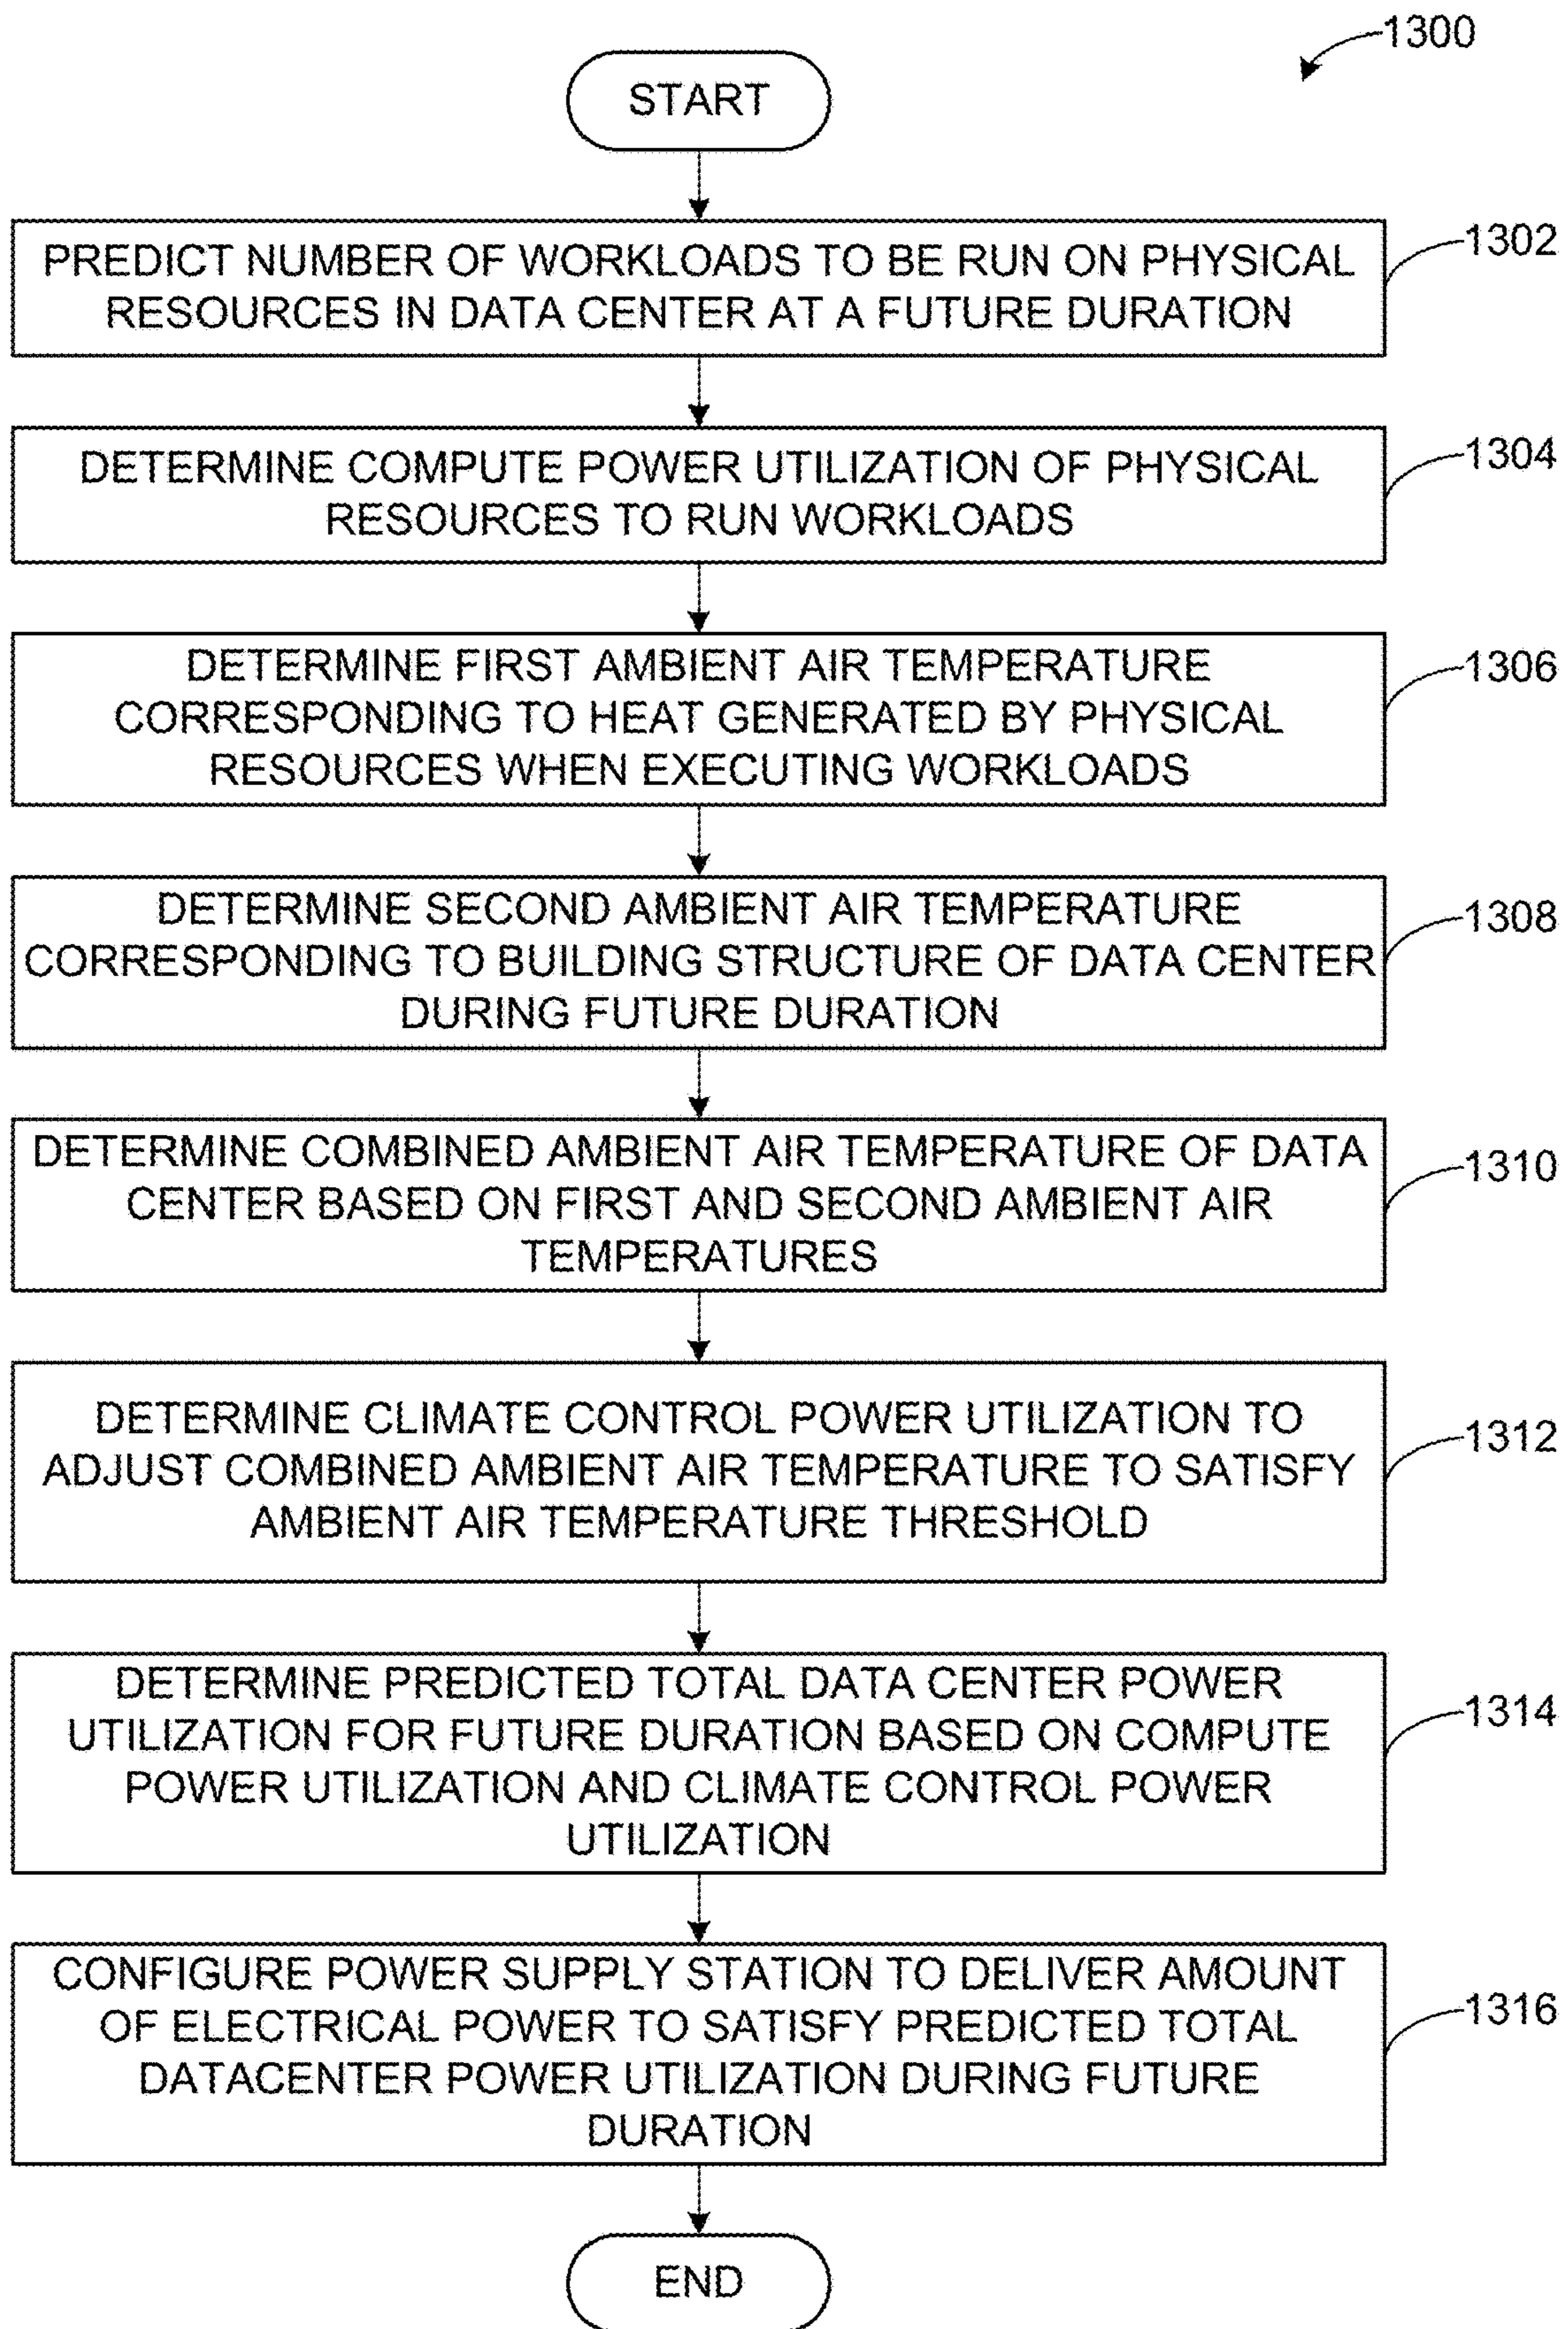 1300
START
PREDICT NUMBER OF WORKLOADS TO BE RUN ON PHYSICAL
RESOURCES IN DATA CENTER AT A FUTURE DURATION
1302
DETERMINE COMPUTE POWER UTILIZATION OF PHYSICAL
RESOURCES TO RUN WORKLOADS
1304
DETERMINE FIRST AMBIENT AIR TEMPERATURE
CORRESPONDING TO HEAT GENERATED BY PHYSICAL
RESOURCES WHEN EXECUTING WORKLOADS
1306
DETERMINE SECOND AMBIENT AIR TEMPERATURE
CORRESPONDING TO BUILDING STRUCTURE OF DATA CENTER
DURING FUTURE DURATION
1308
DETERMINE COMBINED AMBIENT AIR TEMPERATURE OF DATA
CENTER BASED ON FIRST AND SECOND AMBIENT AIR
TEMPERATURES
1310
DETERMINE CLIMATE CONTROL POWER UTILIZATION TO
ADJUST COMBINED AMBIENT AIR TEMPERATURE TO SATISFY
AMBIENT AIR TEMPERATURE THRESHOLD
1312
DETERMINE PREDICTED TOTAL DATA CENTER POWER
UTILIZATION FOR FUTURE DURATION BASED ON COMPUTE
POWER UTILIZATION AND CLIMATE CONTROL POWER
UTILIZATION
1314
CONFIGURE POWER SUPPLY STATION TO DELIVER AMOUNT
OF ELECTRICAL POWER TO SATISFY PREDICTED TOTAL
DATACENTER POWER UTILIZATION DURING FUTURE
DURATION
1316
END